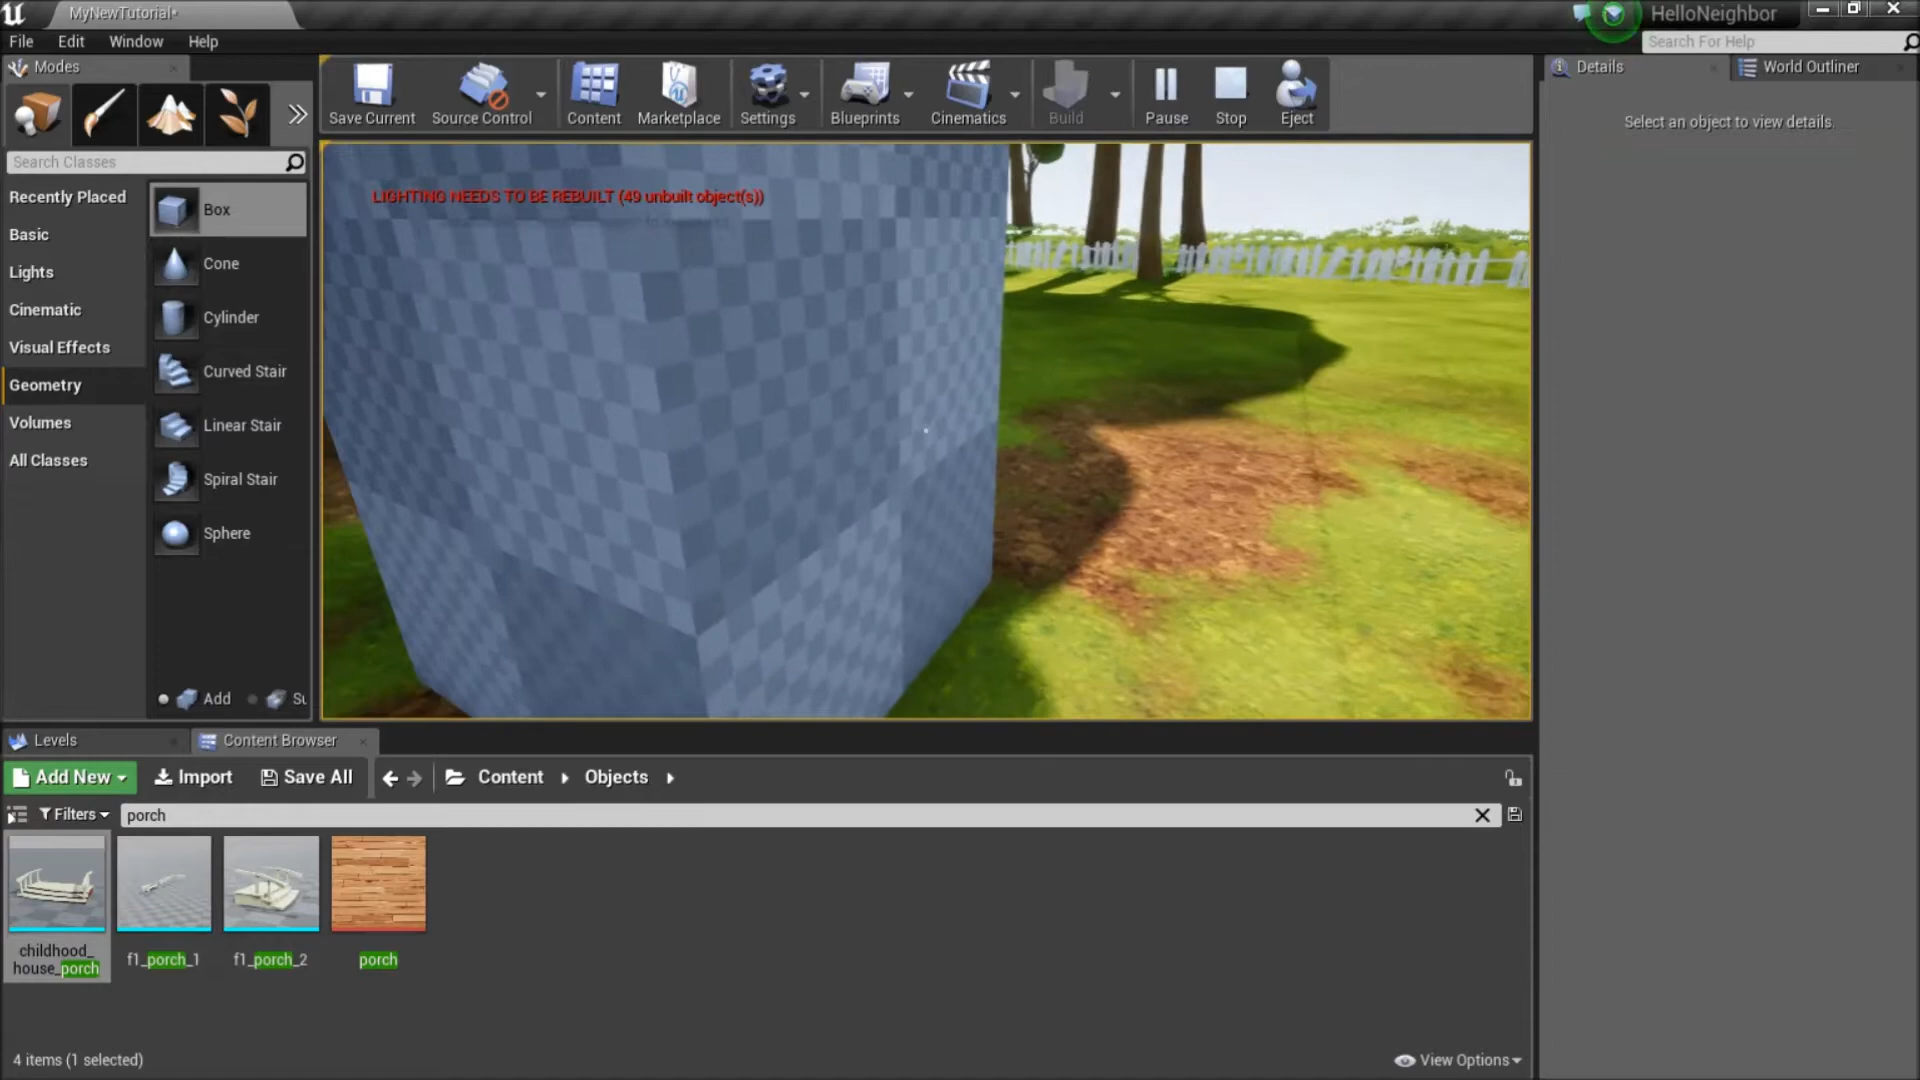 MyNewTutorial*
HelloNeighbor
File Edit Window Help
Search For Help
Modes
Details
World Outliner
Save Current
Source Control
Content
Marketplace
Settings
Blueprints
Cinematics
Build
Pause
Stop
Eject
Select an object to view details.
Search Classes
Recently Placed
Basic
Lights
Cinematic
Visual Effects
Geometry
Volumes
All Classes
Box
Cone
Cylinder
Curved Stair
Linear Stair
Spiral Stair
Sphere
Add
Su
LIGHTING NEEDS TO BE REBUILT (49 unbuilt object(s))
Levels
Content Browser
Add New
Import
Save All
Content
Objects
Filters
porch
childhood_
house_porch
f1_porch_1
f1_porch_2
porch
4 items (1 selected)
View Options